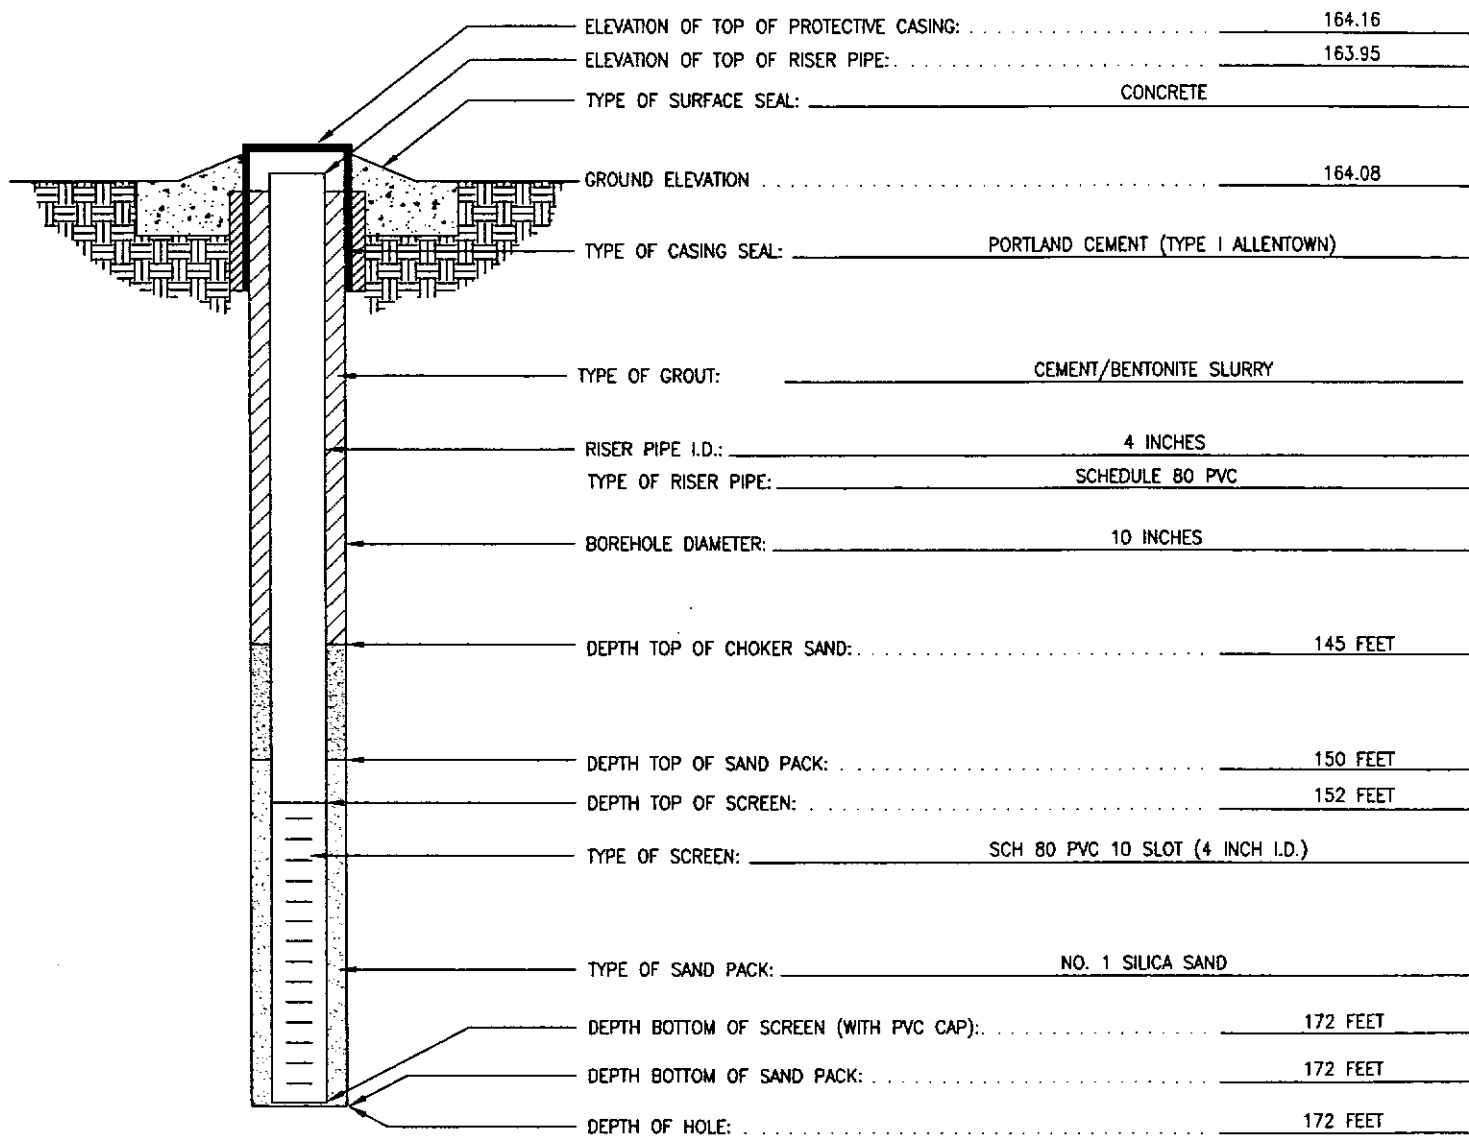 ELEVATION OF TOP OF PROTECTIVE CASING: 164.16
ELEVATION OF TOP OF RISER PIPE: 163.95
TYPE OF SURFACE SEAL: CONCRETE
GROUND ELEVATION 164.08
TYPE OF CASING SEAL: PORTLAND CEMENT (TYPE I ALLENTOWN)
TYPE OF GROUT: CEMENT/BENTONITE SLURRY
RISER PIPE I.D.: 4 INCHES
TYPE OF RISER PIPE: SCHEDULE 80 PVC
BOREHOLE DIAMETER: 10 INCHES
DEPTH TOP OF CHOKER SAND: 145 FEET
DEPTH TOP OF SAND PACK: 150 FEET
DEPTH TOP OF SCREEN: 152 FEET
TYPE OF SCREEN: SCH 80 PVC 10 SLOT (4 INCH I.D.)
TYPE OF SAND PACK: NO. 1 SILICA SAND
DEPTH BOTTOM OF SCREEN (WITH PVC CAP): 172 FEET
DEPTH BOTTOM OF SAND PACK: 172 FEET
DEPTH OF HOLE: 172 FEET